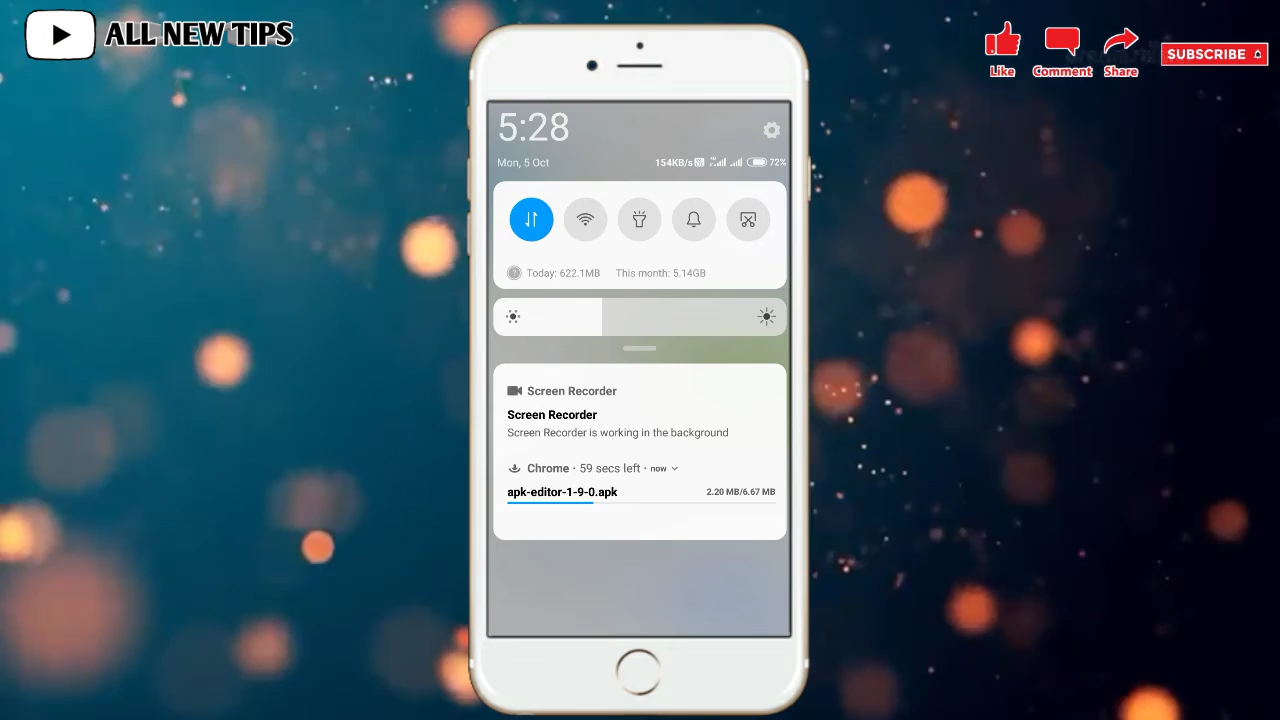 ALL NEW TIPS
Like
Comment
Share
SUBSCRIBE
5:28
Mon, 5 Oct
154KB/s
72%
Today: 622.1MB This month: 5.14GB
Screen Recorder
Screen Recorder
Screen Recorder is working in the background
Chrome · 59 secs left · now
apk-editor-1-9-0.apk
2.20 MB/6.67 MB